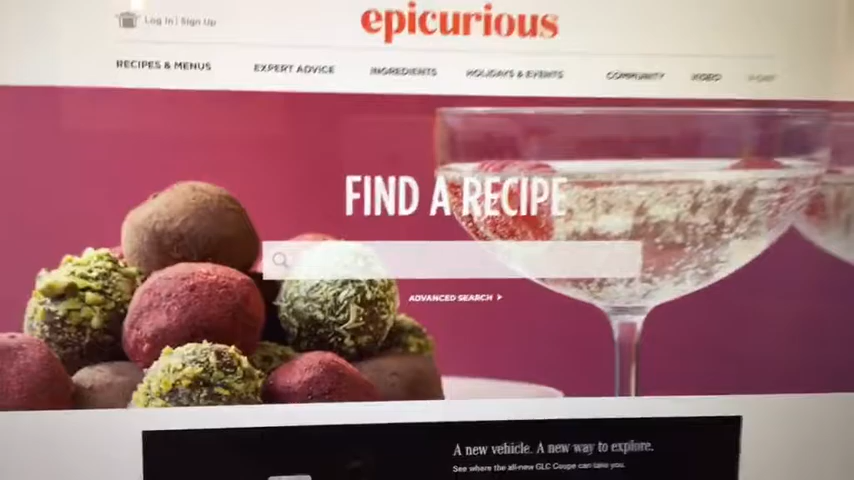 Log In | Sign Up
epicurious
RECIPES & MENUS EXPERT ADVICE INGREDIENTS HOLIDAYS & EVENTS COMMUNITY VIDEO
FIND A RECIPE
ADVANCED SEARCH >
A new vehicle. A new way to explore.
See where the all-new GLC Coupe can take you.